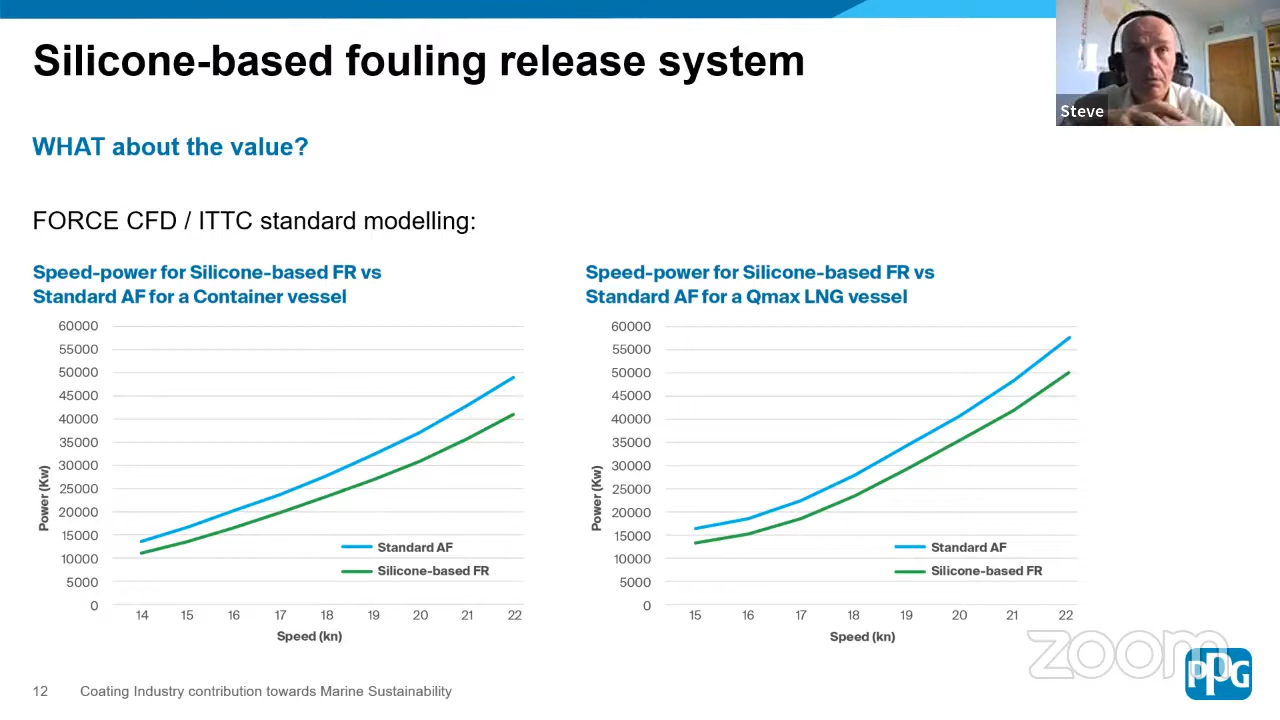 Silicone-based fouling release system
Steve
WHAT about the value?
FORCE CFD / ITTC standard modelling:
Speed-power for Silicone-based FR vs
Standard AF for a Container vessel
60000
55000
50000
45000
40000
35000
30000
25000
20000
15000
10000
5000
0
Power (Kw)
Standard AF
Silicone-based FR
14 15 16 17 18 19 20 21 22
Speed (kn)
Speed-power for Silicone-based FR vs
Standard AF for a Qmax LNG vessel
60000
55000
50000
45000
40000
35000
30000
25000
20000
15000
10000
5000
0
Power (Kw)
Standard AF
Silicone-based FR
15 16 17 18 19 20 21 22
Speed (kn)
zoom
PPG
12 Coating Industry contribution towards Marine Sustainability